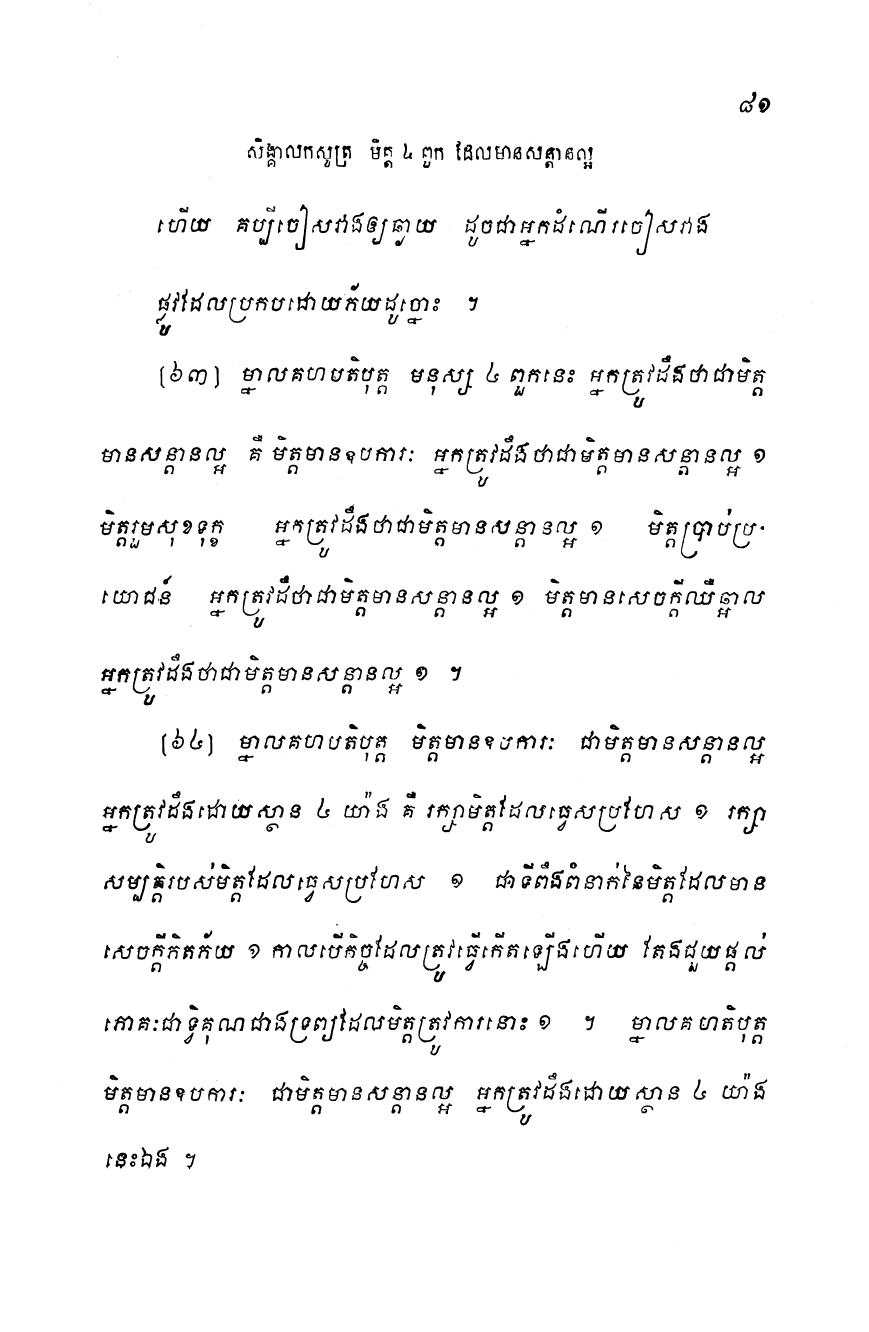 ៨១
សិង្គាលកសូត្រ មិត្ត ៤ ពួក ដែលមានសន្តានល្អ
ហើយ គប្បីចៀសវាងឲ្យឆ្ងាយ ដូចជាអ្នកដំណើរចៀសវាង
ផ្លូវដែលប្រកបដោយភ័យដូច្នោះ ។
(៦៣) ម្នាលគហបតិបុត្ត មនុស្ស ៤ ពួកនេះ អ្នកត្រូវដឹងថាជាមិត្ត
មានសន្តានល្អ គឺ មិត្តមានឧបការៈ អ្នកត្រូវដឹងថាជាមិត្តមានសន្តានល្អ ១
មិត្តរួមសុខទុក្ខ អ្នកត្រូវដឹងថាជាមិត្តមានសន្តានល្អ ១ មិត្តប្រាប់ប្រ-
យោជន៍ អ្នកត្រូវដឹថាជាមិត្តមានសន្តានល្អ ១ មិត្តមានសេចក្តីឈឺឆ្អាល
អ្នកត្រូវដឹងថាជាមិត្តមានសន្តានល្អ ១ ។
(៦៤) ម្នាលគហបតិបុត្ត មិត្តមានឧបការៈ ជាមិត្តមានសន្តានល្អ
អ្នកត្រូវដឹងដោយស្ថាន ៤ យ៉ាង គឺ រក្សាមិត្តដែលធ្វេសប្រហែស ១ រក្សា
សម្បត្តិរបស់មិត្តដែលធ្វេសប្រហែស ១ ជាទីពឹងពំនាក់នៃមិត្តដែលមាន
សេចក្តីភិតភ័យ ១ កាលបើកិច្ចដែលត្រូវធ្វើកើតឡើងហើយ តែងជួយផ្តល់
ភោគៈជាទ្វិគុណជាងទ្រព្យដែលមិត្តត្រូវការនោះ ១ ។ ម្នាលគហតិបុត្ត
មិត្តមានឧបការៈ ជាមិត្តមានសន្តានល្អ អ្នកត្រូវដឹងដោយស្ថាន ៤ យ៉ាង
នេះឯង ។